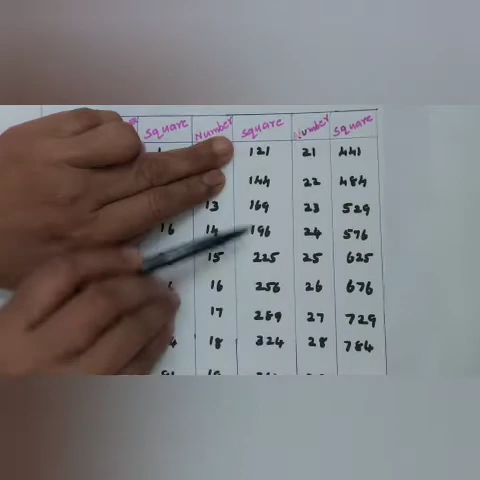 Square Number Square Number Square
121 21 441
144 22 484
13 169 23 529
16 14 196 24 576
15 225 25 625
16 256 26 676
17 289 27 729
18 324 28 784